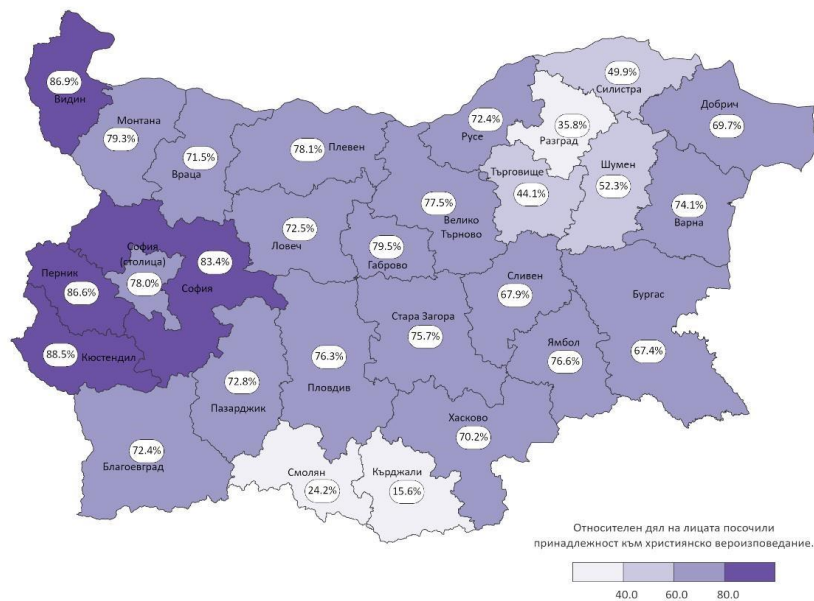 86.9%
Видин
Монтана
79.3%
71.5%
Враца
78.1%
Плевен
72.4%
Русе
49.9%
Силистра
35.8%
Разград
Добрич
69.7%
Търговище
44.1%
Шумен
52.3%
74.1%
Варна
77.5%
Велико
Търново
72.5%
Ловеч
79.5%
Габрово
София
(столица)
78.0%
83.4%
София
Перник
86.6%
88.5%
Кюстендил
Сливен
67.9%
Бургас
67.4%
Стара Загора
75.7%
Ямбол
76.6%
76.3%
Пловдив
72.8%
Пазарджик
72.4%
Благоевград
Хасково
70.2%
Смолян
24.2%
Кърджали
15.6%
Относителен дял на лицата посочили
принадлежност към християнско вероизповедание.
40.0 60.0 80.0